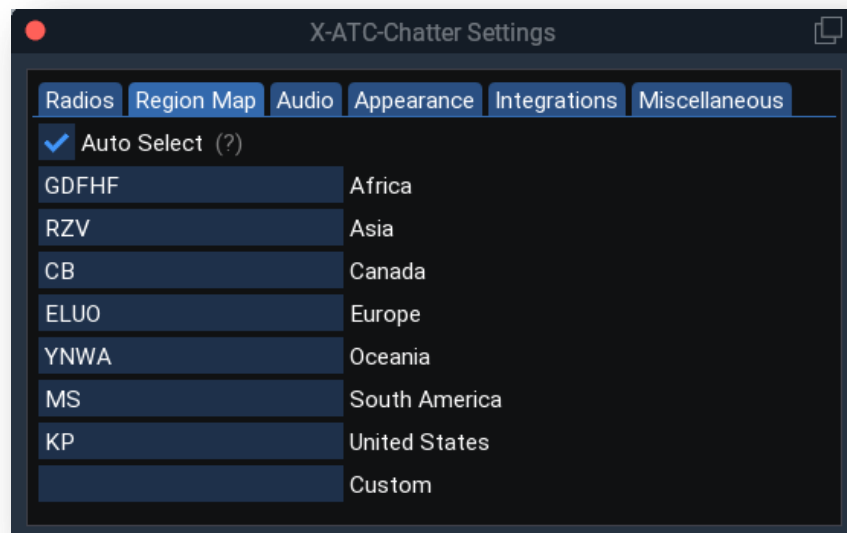 X-ATC-Chatter Settings
Radios Region Map Audio Appearance Integrations Miscellaneous
Auto Select (?)
GDFHF Africa
RZV Asia
CB Canada
ELUO Europe
YNWA Oceania
MS South America
KP United States
Custom